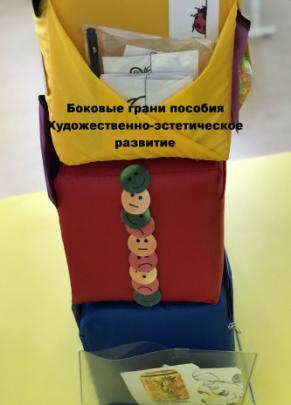 Боковые грани пособия
Художественно-эстетическое
развитие